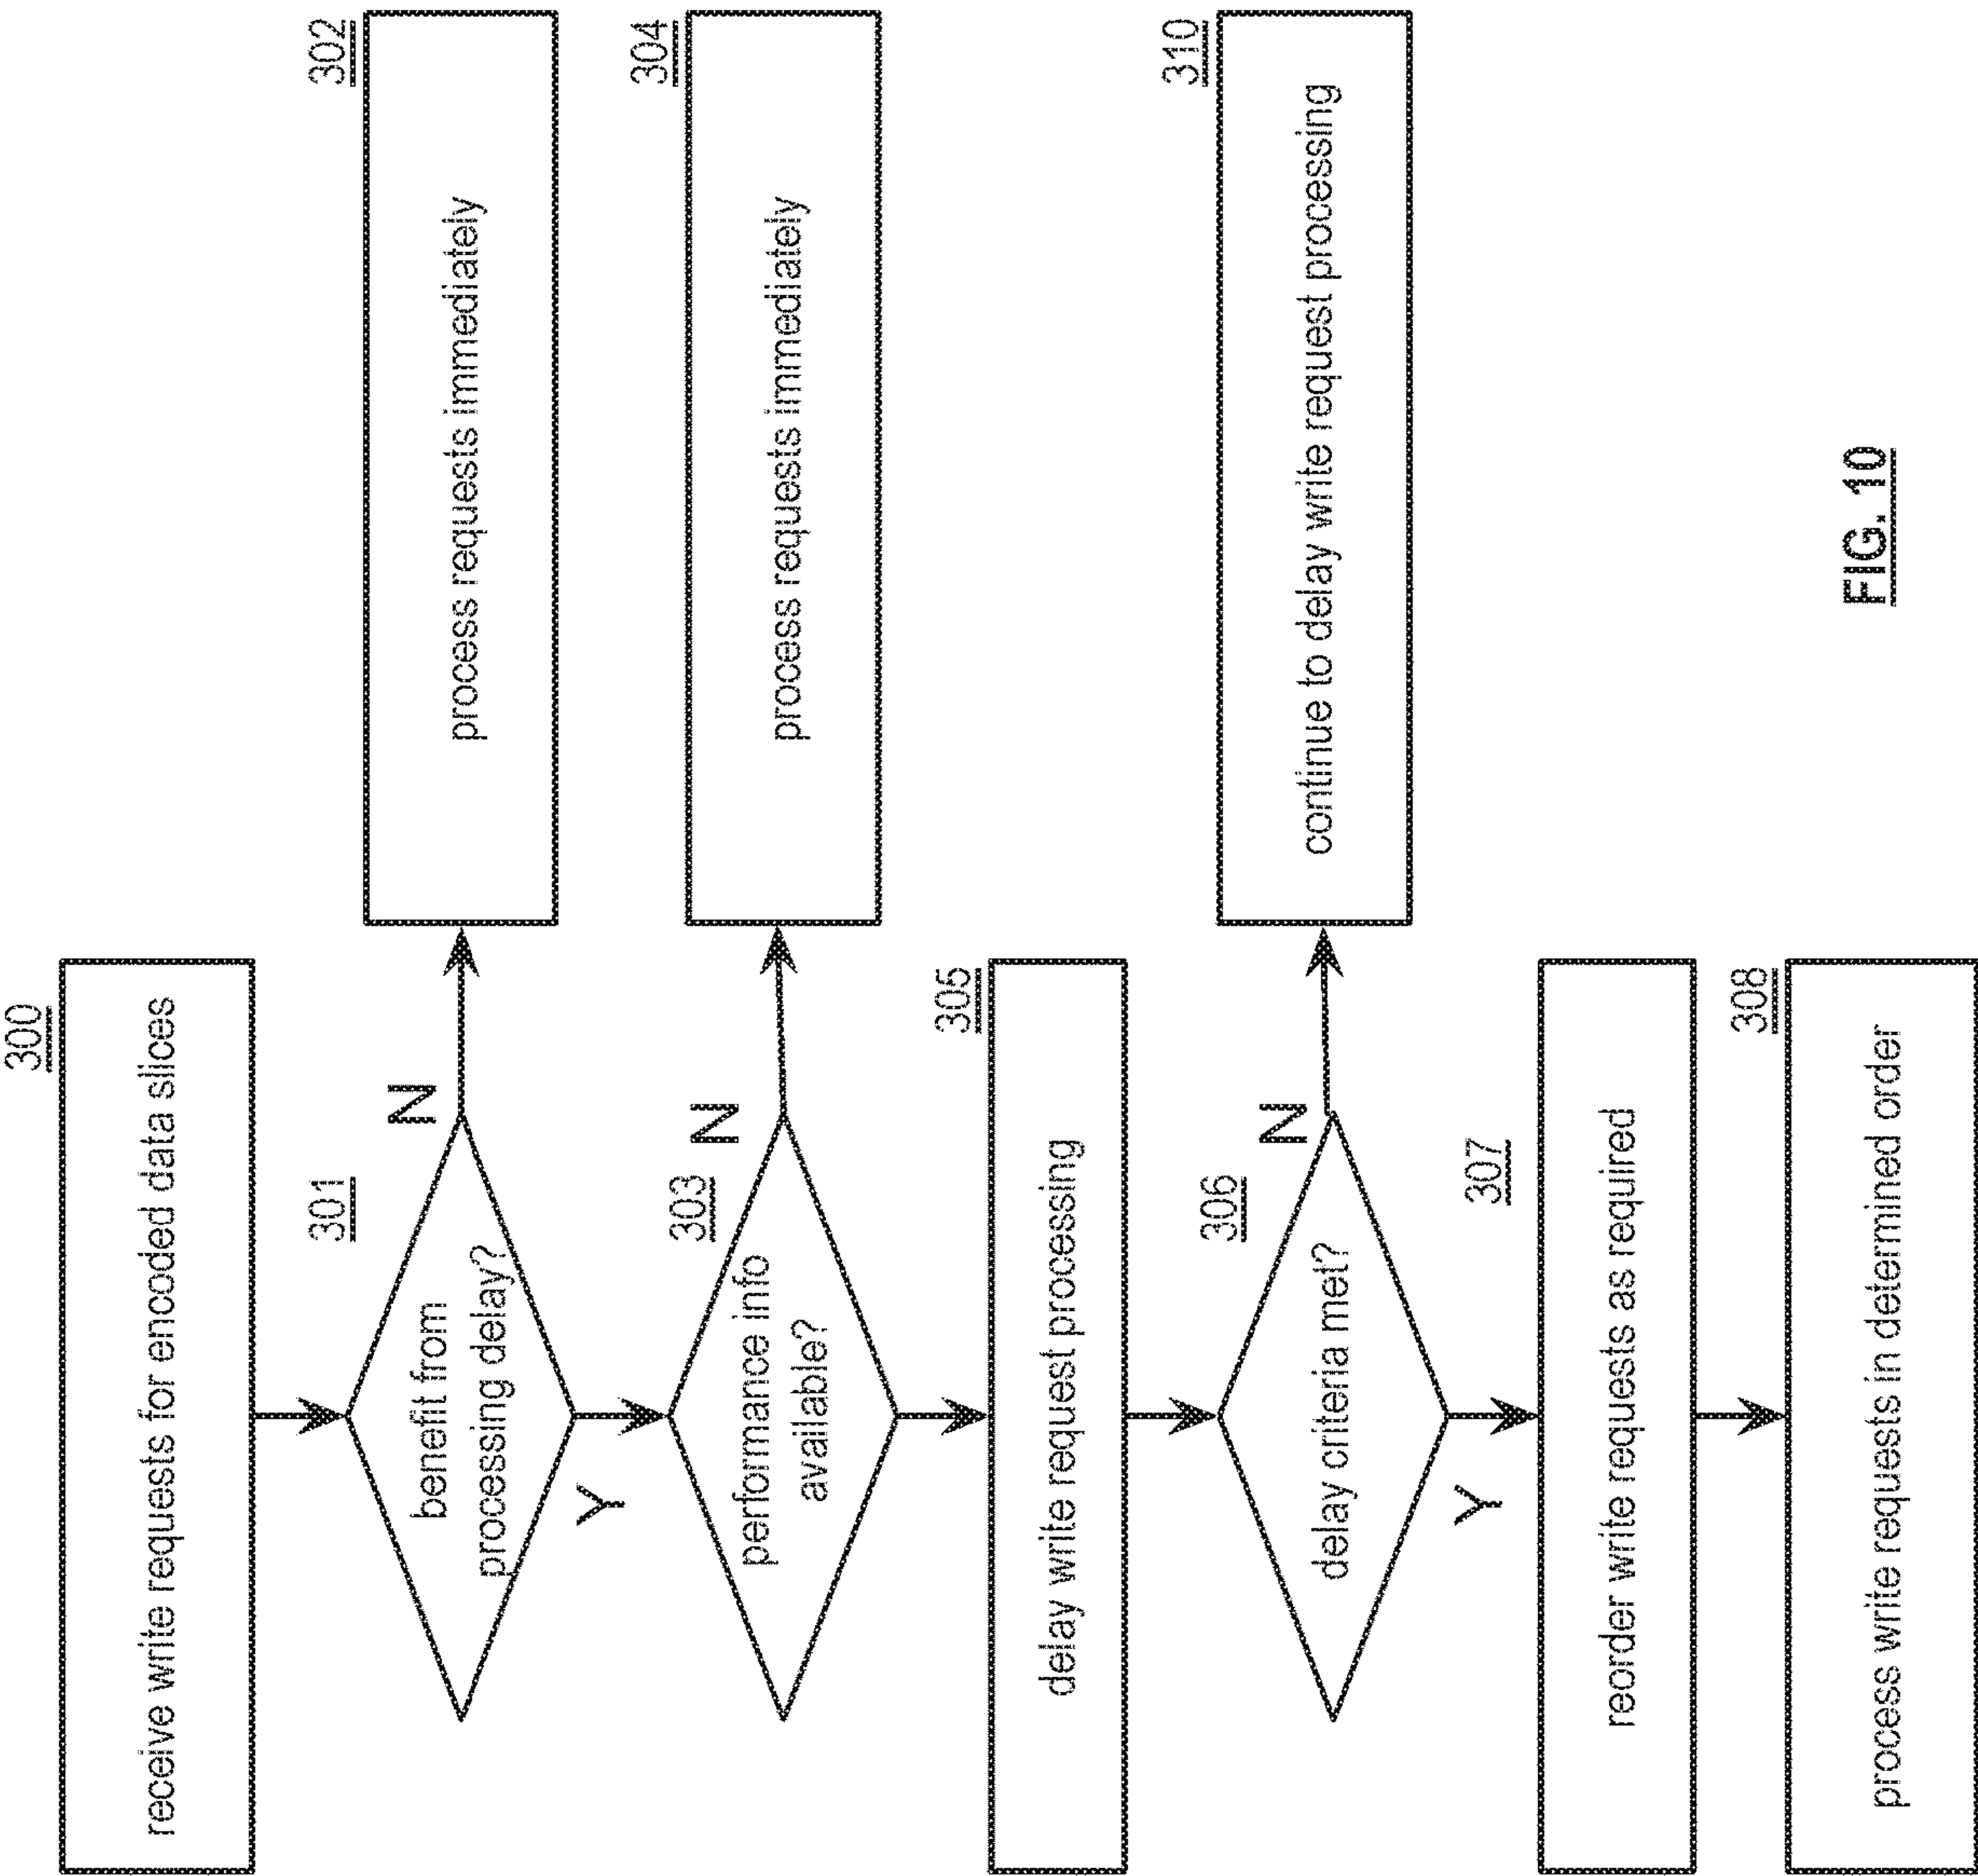 300
receive write requests for encoded data slices
301
benefit from
processing delay?
N
302
process requests immediately
Y
303
performance info
available?
N
304
process requests immediately
305
delay write request processing
306
delay criteria met?
N
310
continue to delay write request processing
Y
307
reorder write requests as required
308
process write requests in determined order
FIG. 10